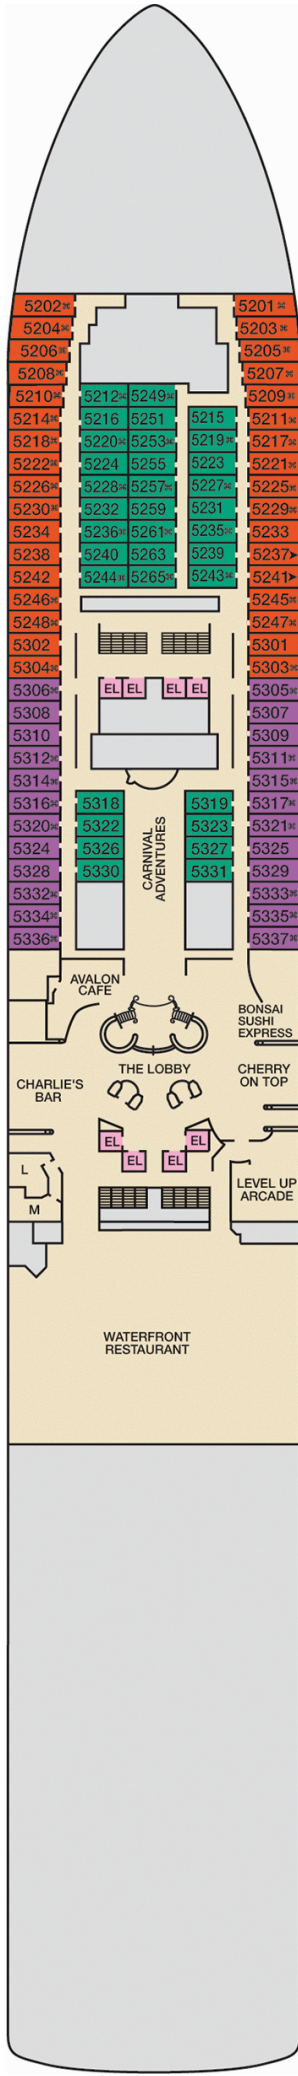 5202⌘ 5201⌘
5204⌘ 5203⌘
5206⌘ 5205⌘
5208⌘ 5207⌘
5210⌘ 5212⌘ 5249⌘ 5209⌘
5214⌘ 5216 5251 5215 5211⌘
5218⌘ 5220⌘ 5253⌘ 5219⌘ 5217⌘
5222⌘ 5224 5255 5223 5221⌘
5226⌘ 5228⌘ 5257⌘ 5227⌘ 5225⌘
5230⌘ 5232 5259 5231 5229⌘
5234 5236⌘ 5261⌘ 5235⌘ 5233
5238 5240 5263 5239 5237➤
5242 5244⌘ 5265⌘ 5243⌘ 5241➤
5246⌘ 5245⌘
5248⌘ 5247⌘
5302 5301
5304⌘ 5303⌘
5306⌘ EL EL EL EL 5305⌘
5308 5307
5310 5309
5312⌘ 5311⌘
5314⌘ 5315⌘
5316⌘ 5318 5319 5317⌘
5320⌘ 5322 5323 5321⌘
5324 5326 5327 5325
5328 5330 5331 5329
CARNIVAL
ADVENTURES
5332⌘ 5333⌘
5334⌘ 5335⌘
5336⌘ 5337⌘
AVALON
CAFE
BONSAI
SUSHI
EXPRESS
THE LOBBY
CHERRY
ON TOP
CHARLIE'S
BAR
EL EL
EL EL
L
M
LEVEL UP
ARCADE
WATERFRONT
RESTAURANT